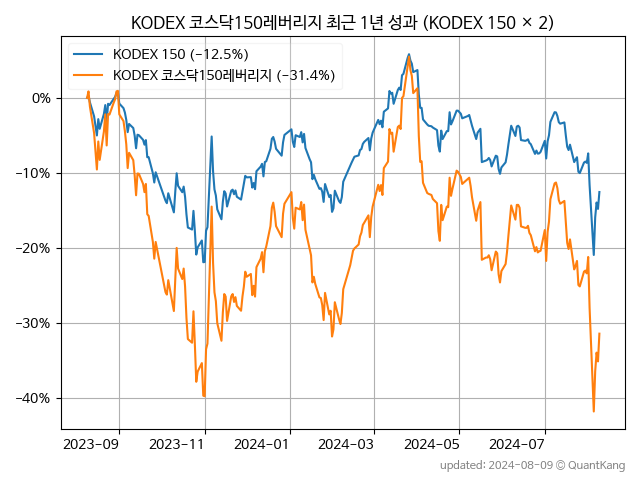 KODEX 코스닥150레버리지 최근 1년 성과 (KODEX 150 × 2)
KODEX 150 (−12.5%)
KODEX 코스닥150레버리지 (−31.4%)
0%
−10%
−20%
−30%
−40%
2023-09 2023-11 2024-01 2024-03 2024-05 2024-07
updated: 2024-08-09 © QuantKang